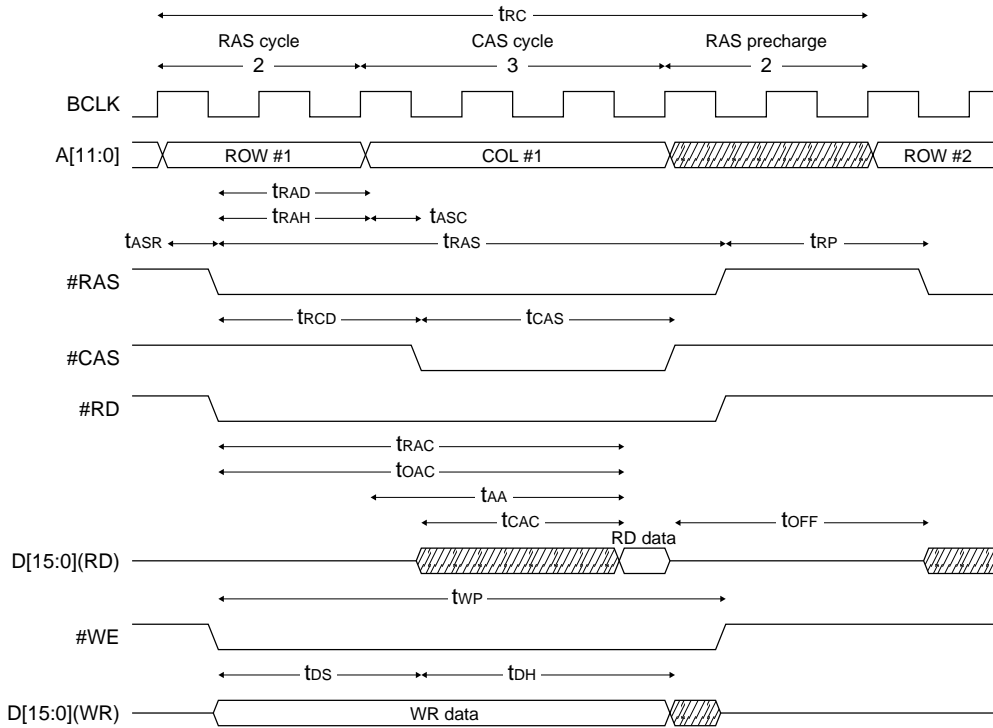 tRC
RAS cycle CAS cycle RAS precharge
2 3 2
BCLK
A[11:0] ROW #1 COL #1 ROW #2
tRAD
tRAH tASC
tASR tRAS tRP
#RAS
tRCD tCAS
#CAS
#RD
tRAC
tOAC
tAA
tCAC tOFF
RD data
D[15:0](RD)
tWP
#WE
tDS tDH
D[15:0](WR) WR data